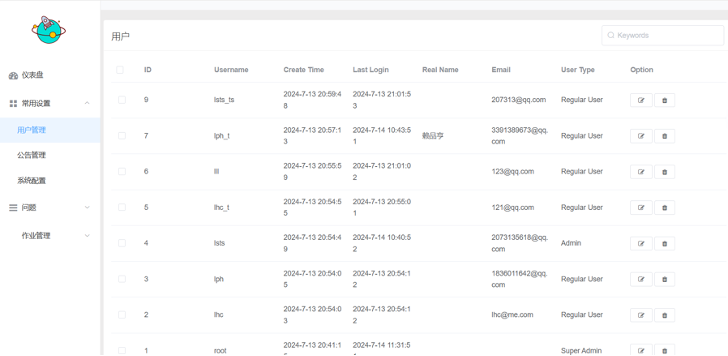 用户
Keywords
仪表盘
常用设置
用户管理
公告管理
系统配置
问题
作业管理
ID Username Create Time Last Login Real Name Email User Type Option
9 lsts_ts 2024-7-13 20:59:48 2024-7-13 21:01:53 207313@qq.com Regular User
7 lph_t 2024-7-13 20:57:13 2024-7-14 10:43:51 賴品亨 3391389673@qq.com Regular User
6 lll 2024-7-13 20:55:59 2024-7-13 21:01:02 123@qq.com Regular User
5 lhc_t 2024-7-13 20:54:55 2024-7-13 20:55:01 121@qq.com Regular User
4 lsts 2024-7-13 20:54:49 2024-7-14 10:40:52 2073135618@qq.com Admin
3 lph 2024-7-13 20:54:05 2024-7-13 20:54:12 1836011642@qq.com Regular User
2 lhc 2024-7-13 20:54:03 2024-7-13 20:54:12 lhc@me.com Regular User
1 root 2024-7-13 20:41:1 2024-7-14 11:31:5 Super Admin